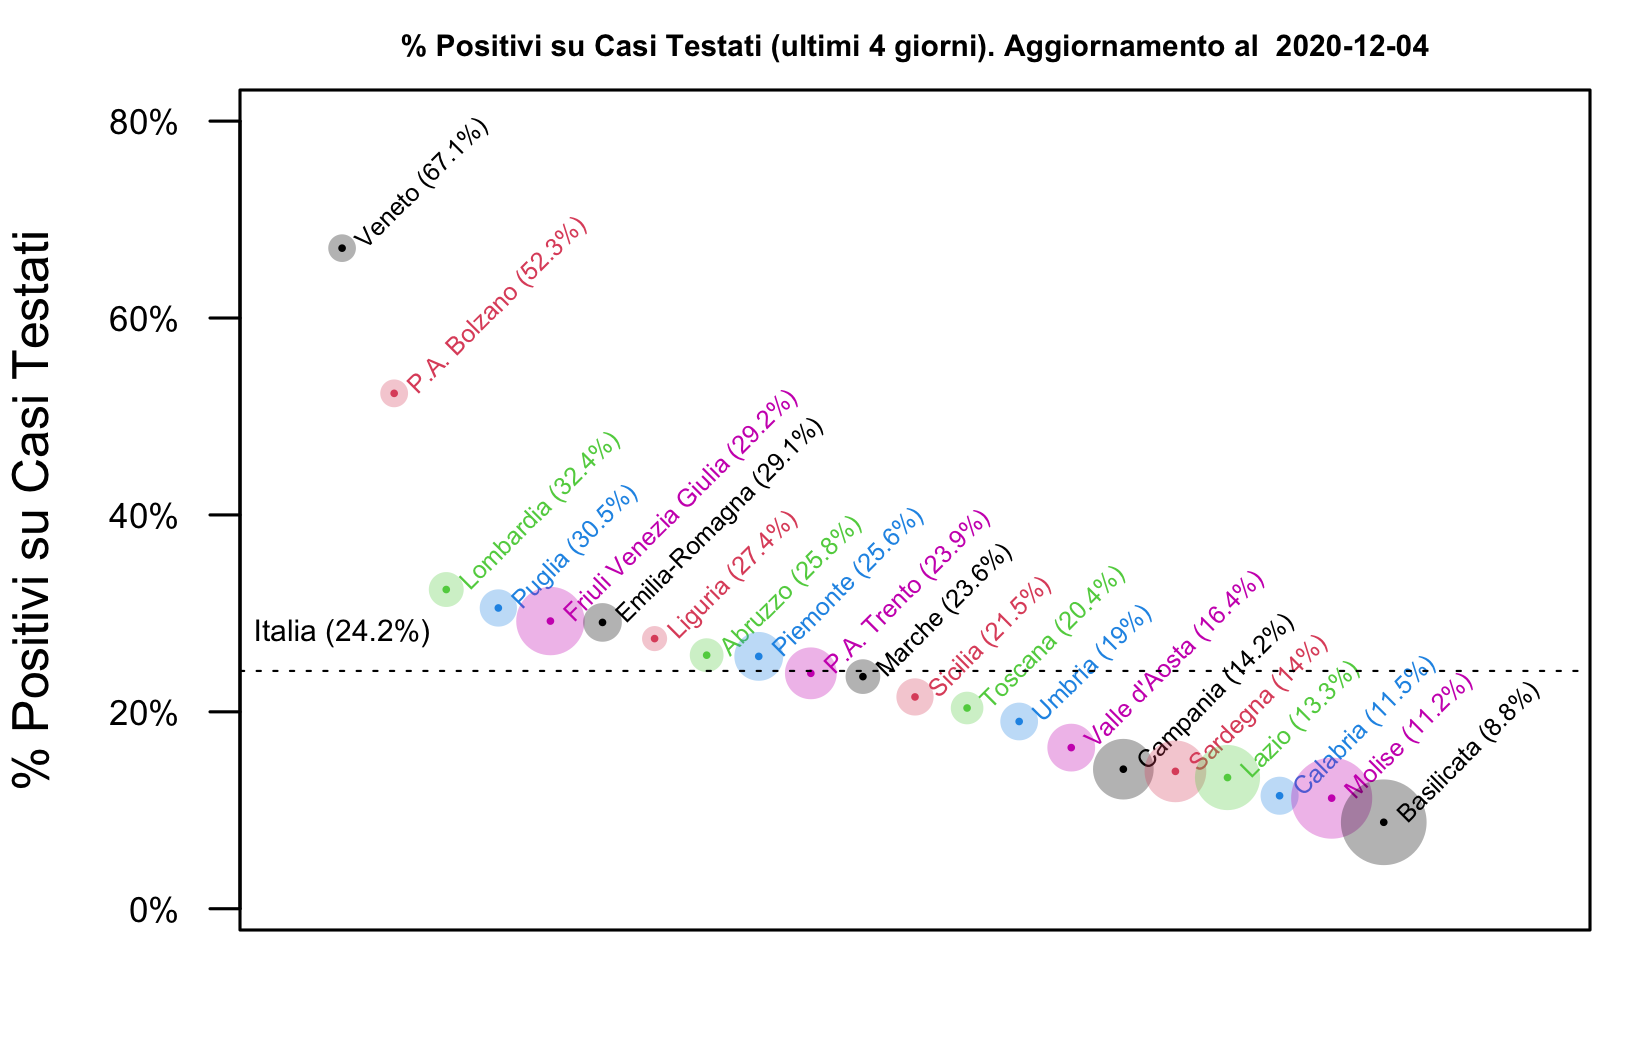 % Positivi su Casi Testati (ultimi 4 giorni). Aggiornamento al  2020-12-04
% Positivi su Casi Testati
80%
60%
40%
20%
0%
Italia (24.2%)
Veneto (67.1%)
P.A. Bolzano (52.3%)
Lombardia (32.4%)
Puglia (30.5%)
Friuli Venezia Giulia (29.2%)
Emilia-Romagna (29.1%)
Liguria (27.4%)
Abruzzo (25.8%)
Piemonte (25.6%)
P.A. Trento (23.9%)
Marche (23.6%)
Sicilia (21.5%)
Toscana (20.4%)
Umbria (19%)
Valle d'Aosta (16.4%)
Campania (14.2%)
Sardegna (14%)
Lazio (13.3%)
Calabria (11.5%)
Molise (11.2%)
Basilicata (8.8%)